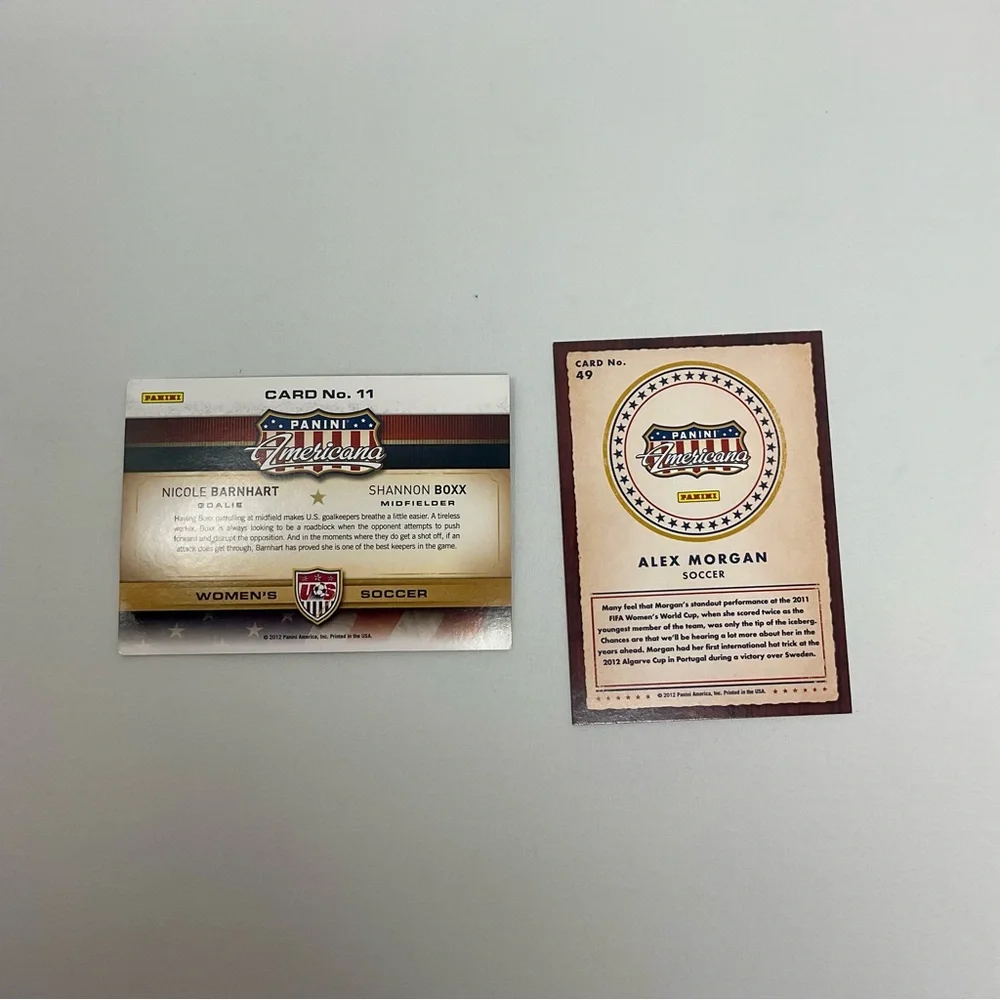 PANINI
CARD No. 11
PANINI
Americana
NICOLE BARNHART
GOALIE
SHANNON BOXX
MIDFIELDER
Having Boxx patrolling at midfield makes U.S. goalkeepers breathe a little easier. A tireless
worker, Boxx is always looking to be a roadblock when the opponent attempts to push
forward and disrupt the opposition. And in the moments where they do get a shot off, if an
attack does get through, Barnhart has proved she is one of the best keepers in the game.
WOMEN'S
US
SOCCER
© 2012 Panini America, Inc. Printed in the USA.
CARD No.
49
PANINI
Americana
PANINI
ALEX MORGAN
SOCCER
Many feel that Morgan's standout performance at the 2011
FIFA Women's World Cup, when she scored twice as the
youngest member of the team, was only the tip of the iceberg.
Chances are that we'll be hearing a lot more about her in the
years ahead. Morgan had her first international hat trick at the
2012 Algarve Cup in Portugal during a victory over Sweden.
© 2012 Panini America, Inc. Printed in the USA.